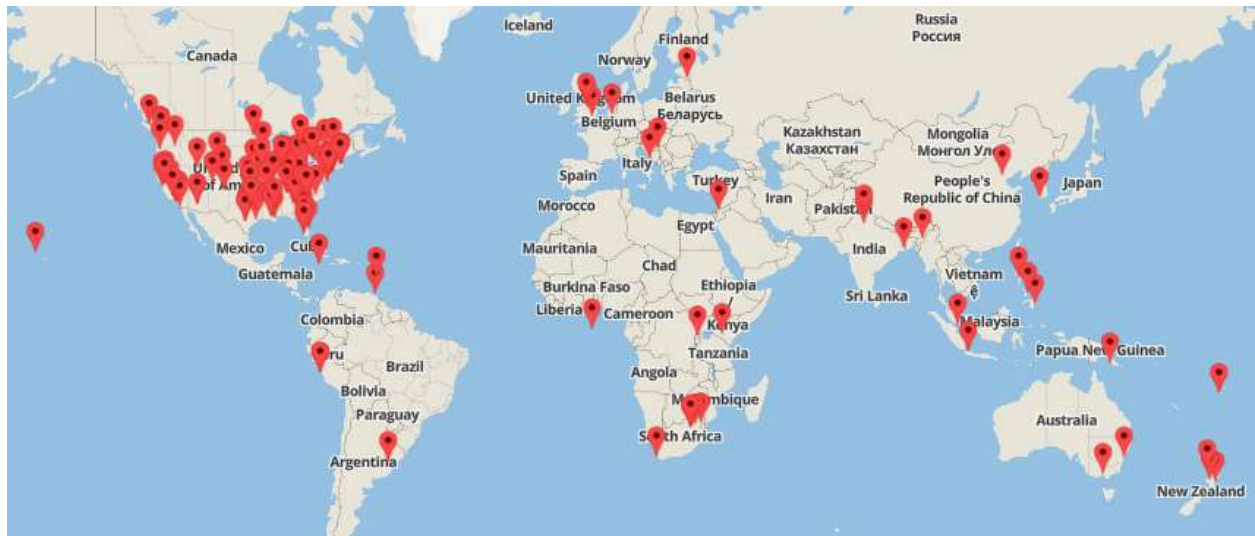 Iceland
Russia
Россия
Canada
Finland
Norway
United Kingdom
Belarus
Беларусь
Belgium
Kazakhstan
Казахстан
Mongolia
Монгол Улс
Italy
Spain
Turkey
People's
Republic of China
Japan
Iran
Morocco
Pakistan
Egypt
Mexico
Cuba
Mauritania
India
Guatemala
Chad
Vietnam
Burkina Faso
Ethiopia
Sri Lanka
Liberia
Cameroon
Colombia
Kenya
Malaysia
Peru
Tanzania
Papua New Guinea
Brazil
Angola
Bolivia
Mozambique
Paraguay
Australia
South Africa
Argentina
New Zealand